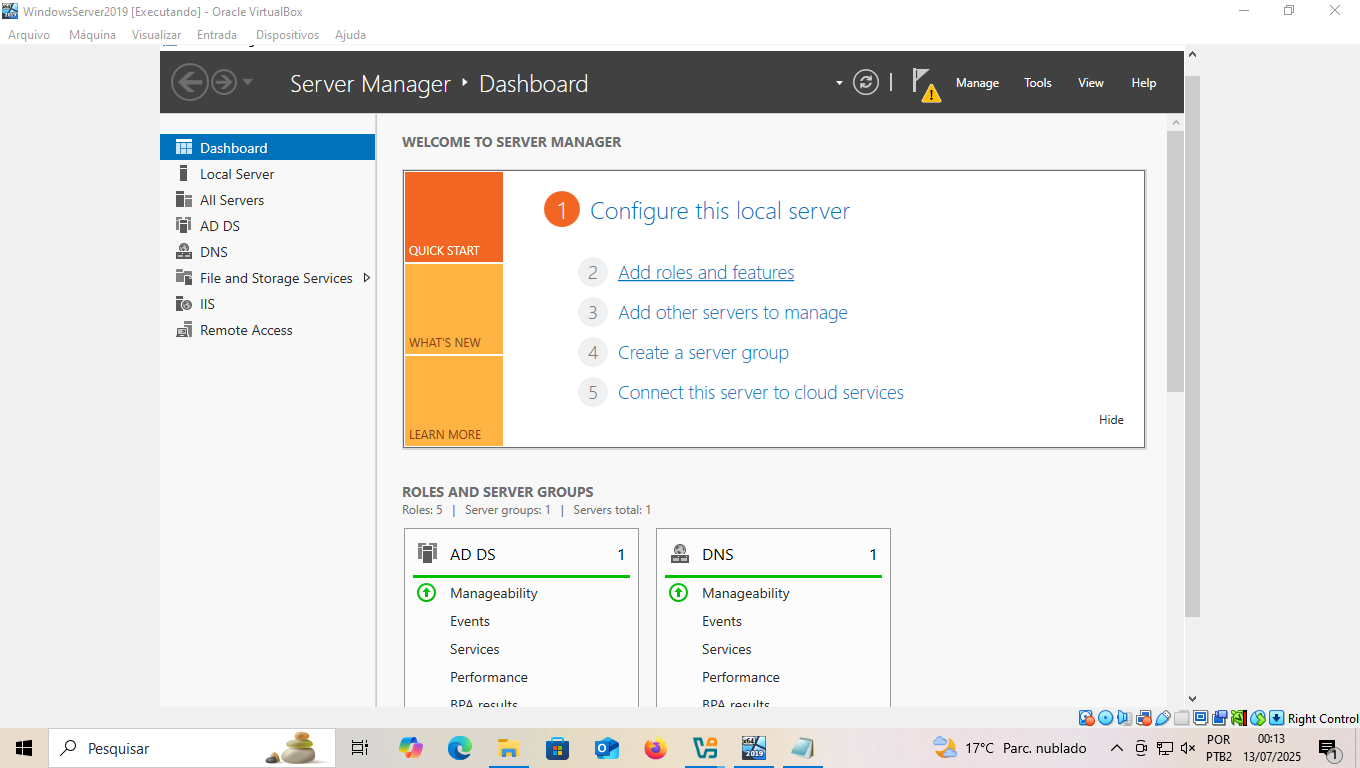 WindowsServer2019 [Executando] - Oracle VirtualBox
Arquivo Máquina Visualizar Entrada Dispositivos Ajuda
Server Manager Dashboard
Manage Tools View Help
Dashboard
Local Server
All Servers
AD DS
DNS
File and Storage Services
IIS
Remote Access
WELCOME TO SERVER MANAGER
QUICK START
WHAT'S NEW
LEARN MORE
1 Configure this local server
2 Add roles and features
3 Add other servers to manage
4 Create a server group
5 Connect this server to cloud services
Hide
ROLES AND SERVER GROUPS
Roles: 5 | Server groups: 1 | Servers total: 1
AD DS 1
Manageability
Events
Services
Performance
BPA results
DNS 1
Manageability
Events
Services
Performance
BPA results
Right Control
Pesquisar
17°C Parc. nublado
POR
PTB2
00:13
13/07/2025
1